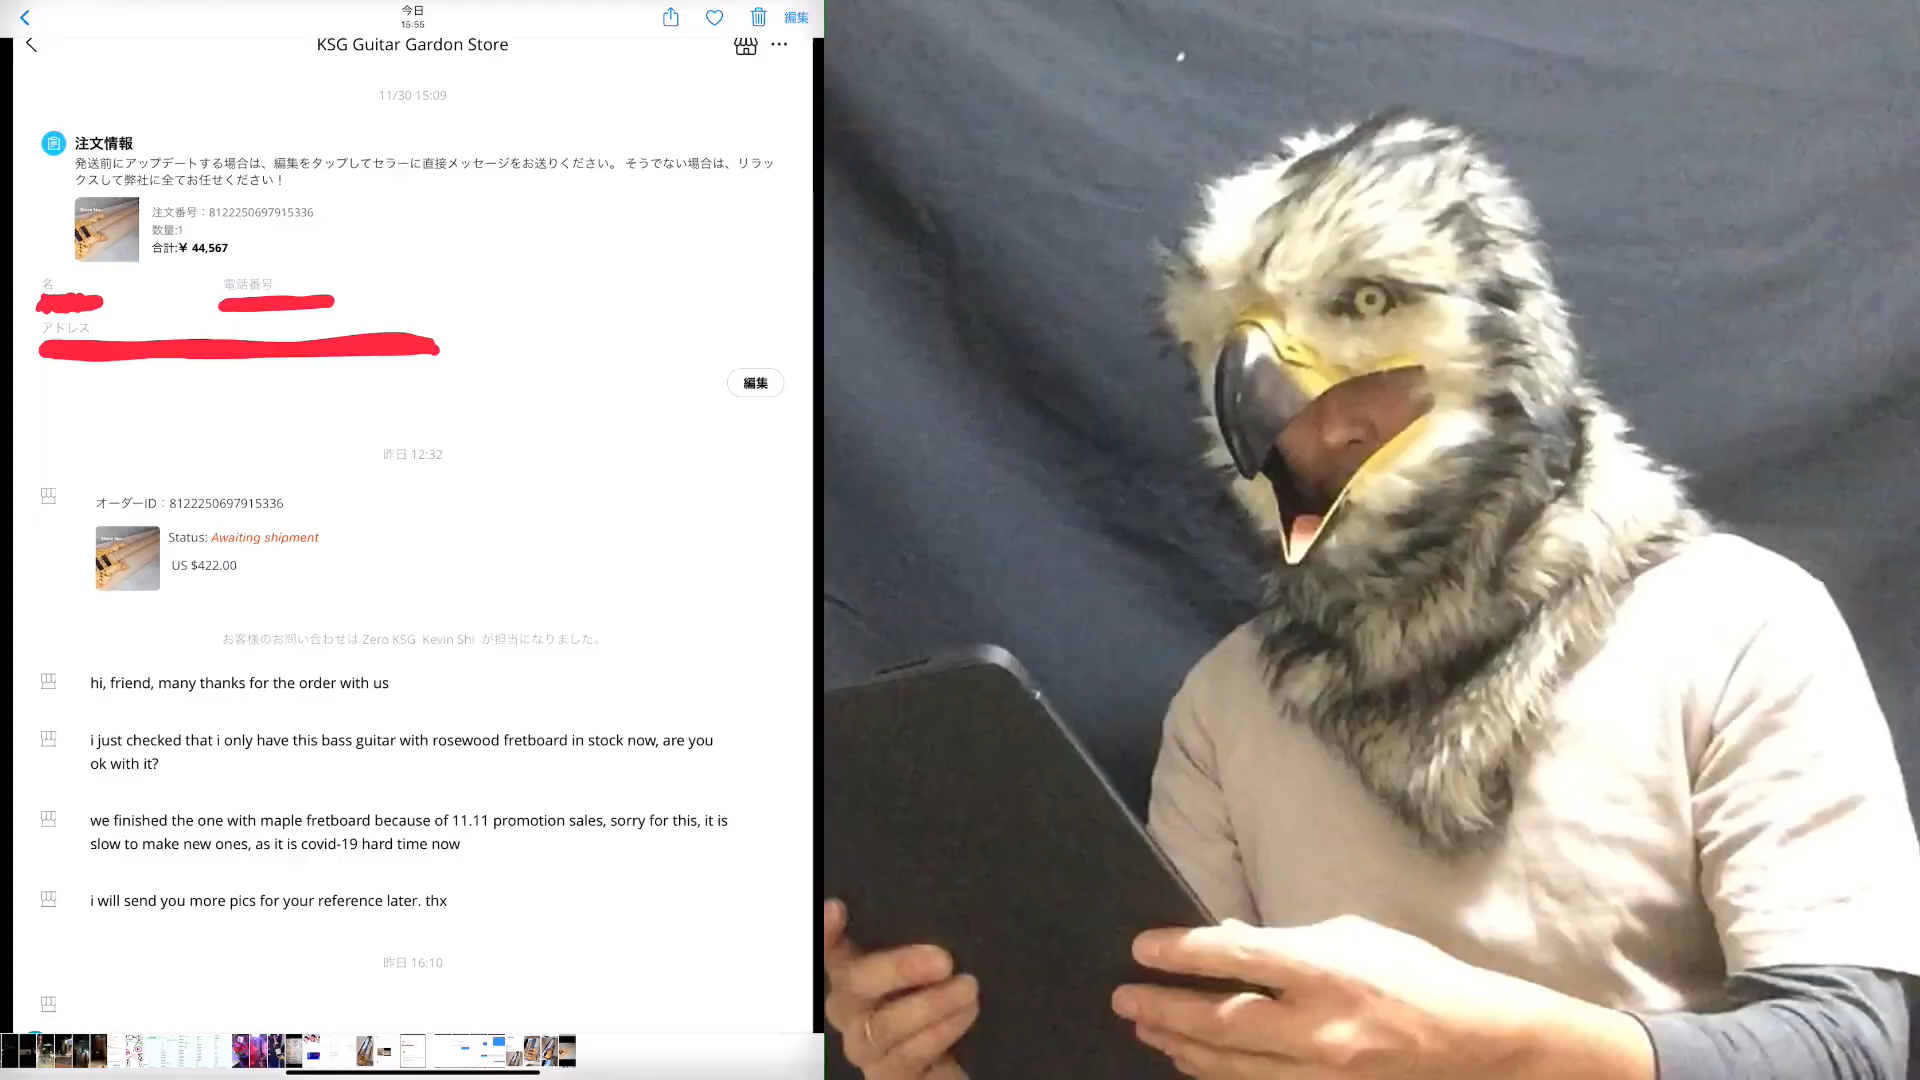 今日
15:55
編集
KSG Guitar Gardon Store
11/30 15:09
注文情報
発送前にアップデートする場合は、編集をタップしてセラーに直接メッセージをお送りください。 そうでない場合は、リラッ
クスして弊社に全てお任せください！
注文番号：8122250697915336
数量:1
合計:¥ 44,567
名
電話番号
アドレス
編集
昨日 12:32
オーダーID：8122250697915336
Status: Awaiting shipment
US $422.00
お客様のお問い合わせは Zero KSG Kevin Shi が担当になりました。
hi, friend, many thanks for the order with us
i just checked that i only have this bass guitar with rosewood fretboard in stock now, are you
ok with it?
we finished the one with maple fretboard because of 11.11 promotion sales, sorry for this, it is
slow to make new ones, as it is covid-19 hard time now
i will send you more pics for your reference later. thx
昨日 16:10